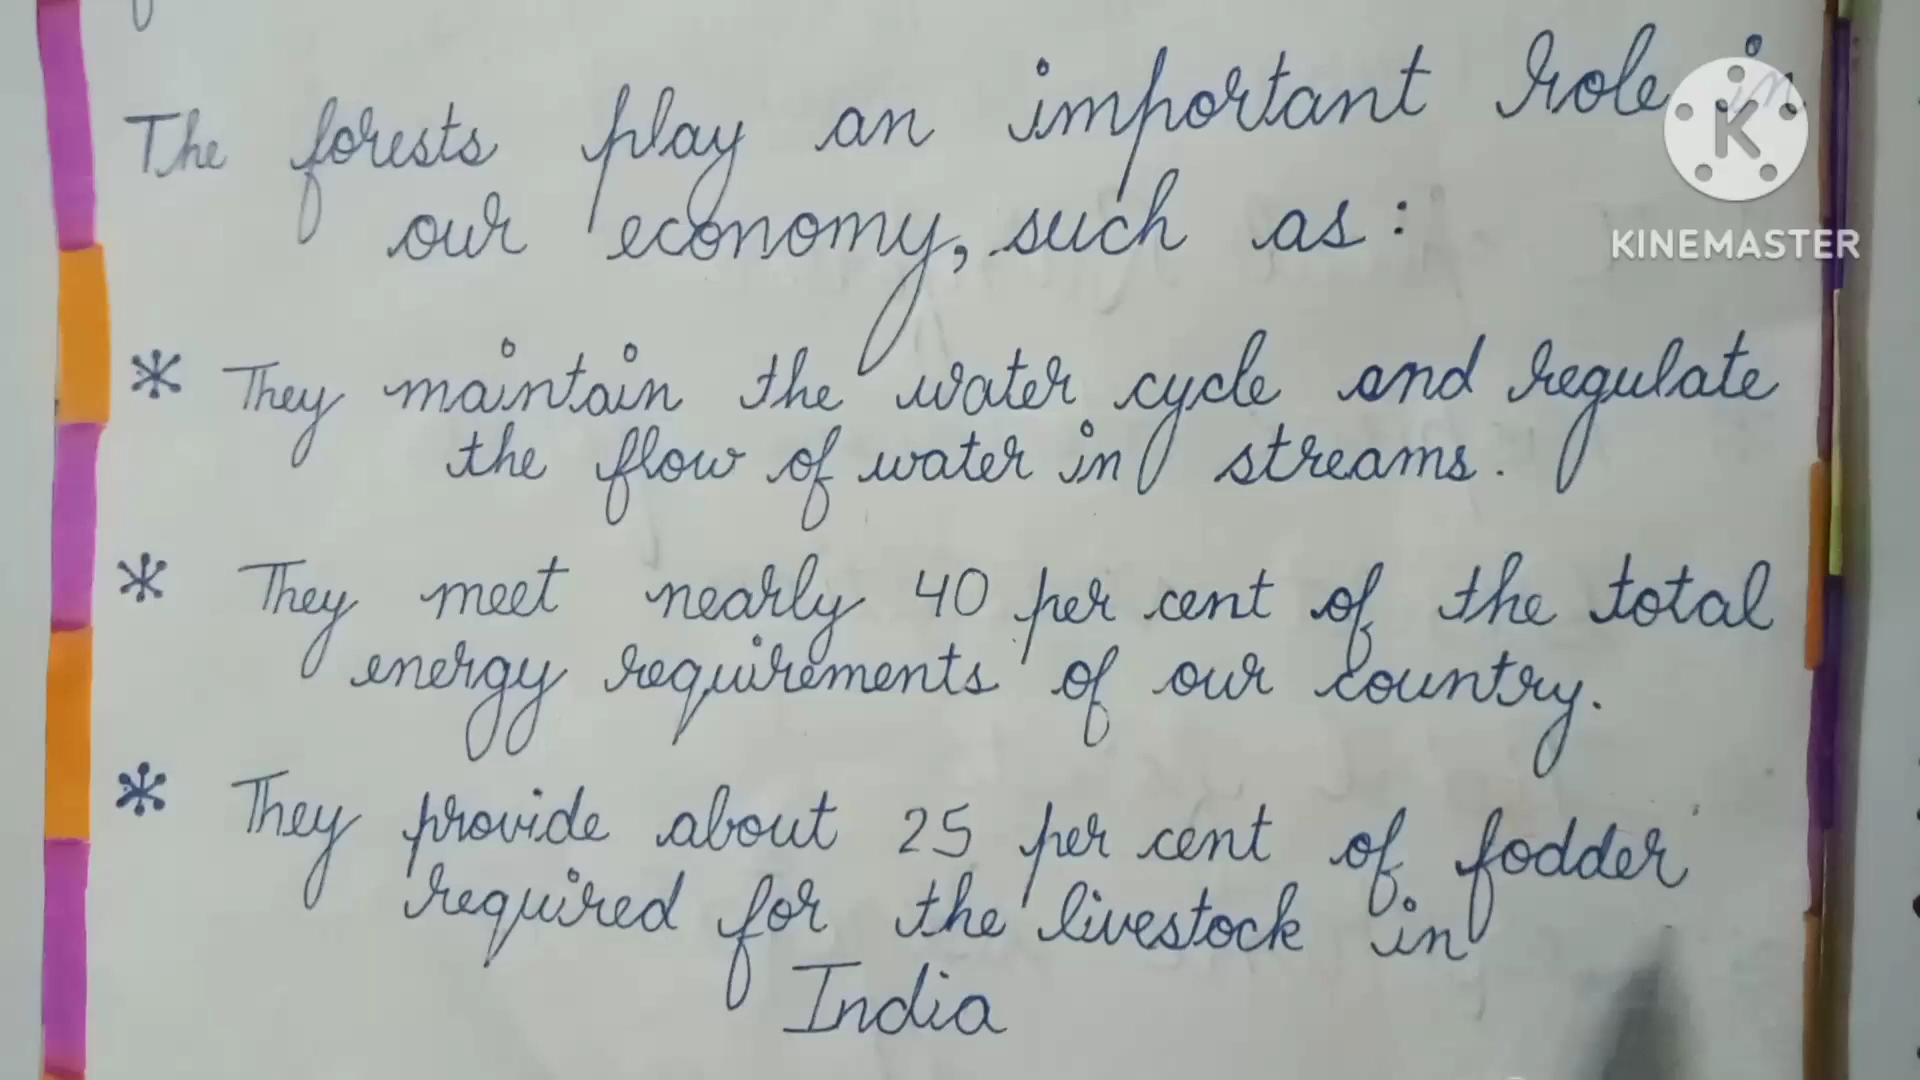 The forests play an important role in
our economy, such as:
* They maintain the water cycle and regulate
the flow of water in streams.
* They meet nearly 40 per cent of the total
energy requirements of our country.
* They provide about 25 per cent of fodder
required for the livestock in
India
KINEMASTER